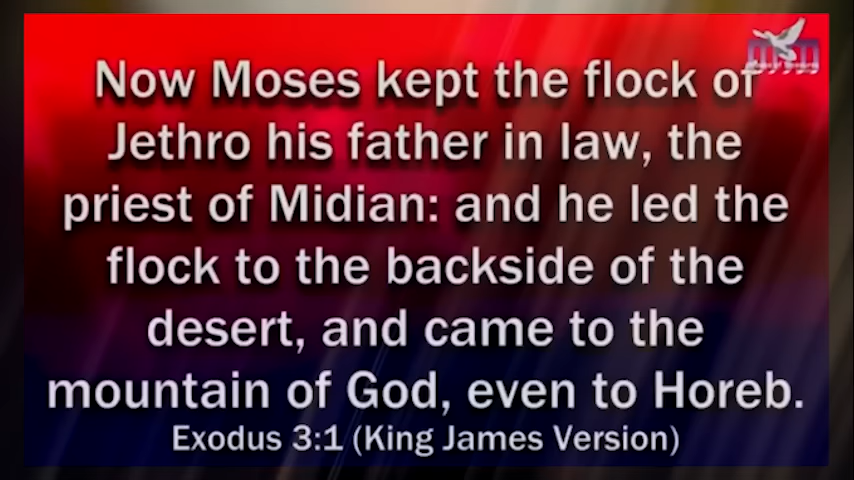 Now Moses kept the flock of
Jethro his father in law, the
priest of Midian: and he led the
flock to the backside of the
desert, and came to the
mountain of God, even to Horeb.
Exodus 3:1 (King James Version)